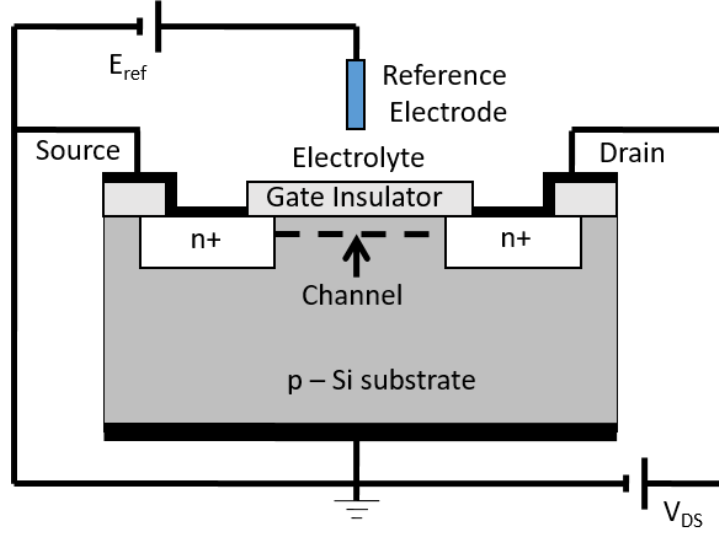 E_ref
Reference
Electrode
Source
Electrolyte
Drain
Gate Insulator
n+
n+
Channel
p – Si substrate
V_DS